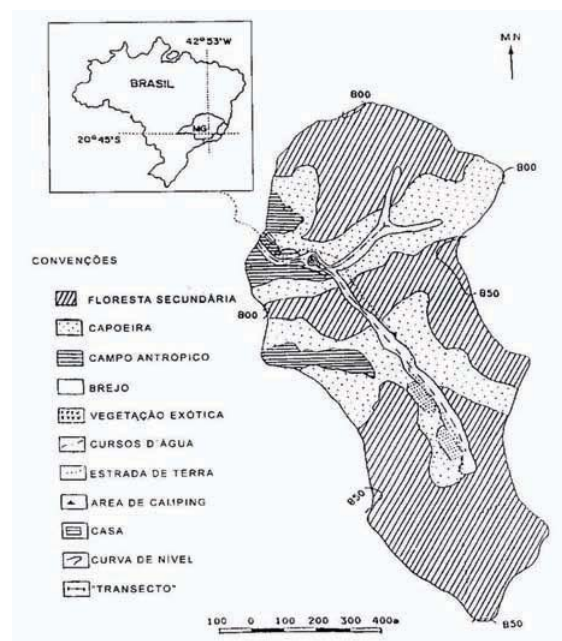 42°53'W
MN
BRASIL
MG
20°45'S
800
800
850
800
850
850
CONVENÇÕES
FLORESTA SECUNDÁRIA
CAPOEIRA
CAMPO ANTRÓPICO
BREJO
VEGETAÇÃO EXÓTICA
CURSOS D'ÁGUA
ESTRADA DE TERRA
AREA DE CAMPING
CASA
CURVA DE NÍVEL
"TRANSECTO"
100 0 100 200 300 400m